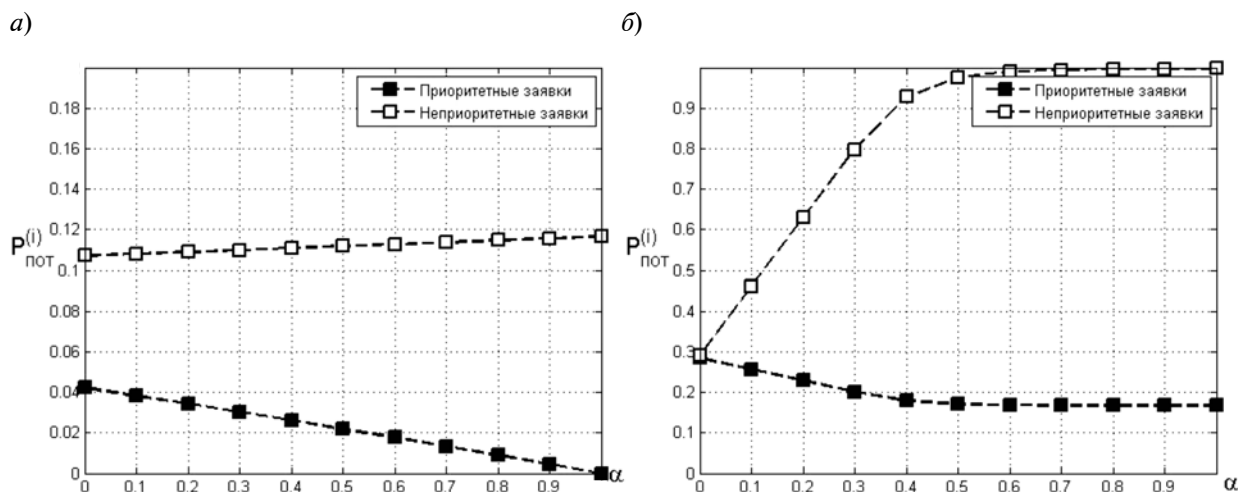 а)
0.18
0.16
0.14
0.12
0.1
0.08
0.06
0.04
0.02
0
P(i)пот
Приоритетные заявки
Неприоритетные заявки
0 0.1 0.2 0.3 0.4 0.5 0.6 0.7 0.8 0.9 α
б)
0.9
0.8
0.7
0.6
0.5
0.4
0.3
0.2
0.1
0
P(i)пот
Приоритетные заявки
Неприоритетные заявки
0 0.1 0.2 0.3 0.4 0.5 0.6 0.7 0.8 0.9 α